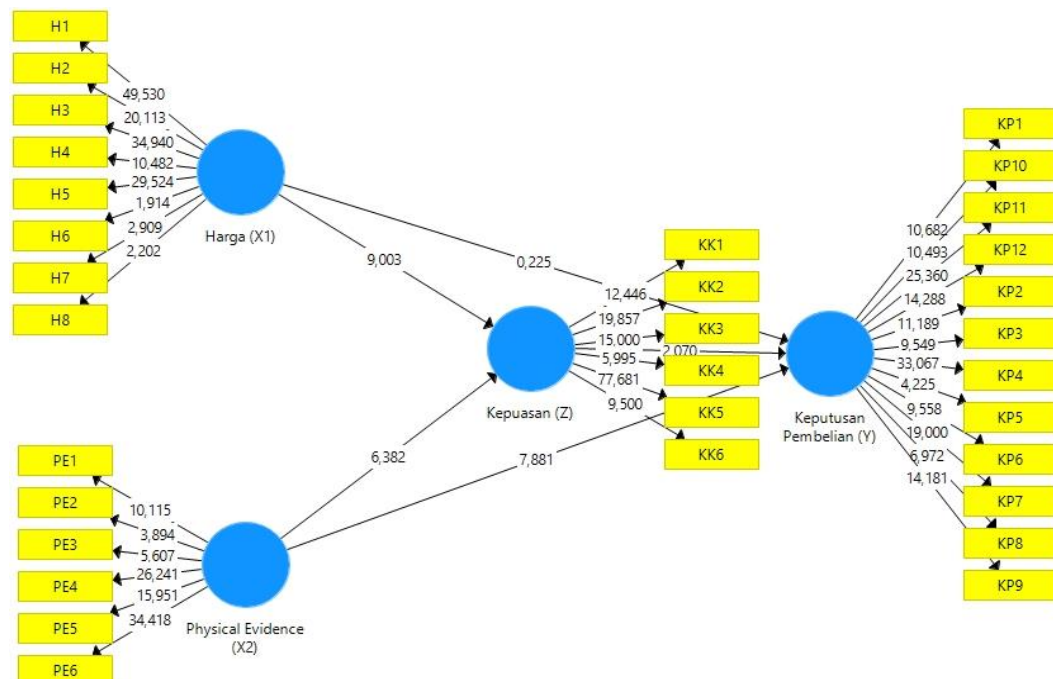 H1
H2
H3
H4
H5
H6
H7
H8
49,530
20,113
34,940
10,482
29,524
1,914
2,909
2,202
Harga (X1)
9,003
0,225
PE1
PE2
PE3
PE4
PE5
PE6
10,115
3,894
5,607
26,241
15,951
34,418
Physical Evidence
(X2)
6,382
7,881
Kepuasan (Z)
12,446
19,857
15,000
5,995
77,681
9,500
2,070
KK1
KK2
KK3
KK4
KK5
KK6
Keputusan
Pembelian (Y)
10,682
10,493
25,360
14,288
11,189
9,549
33,067
4,225
9,558
19,000
6,972
14,181
KP1
KP10
KP11
KP12
KP2
KP3
KP4
KP5
KP6
KP7
KP8
KP9